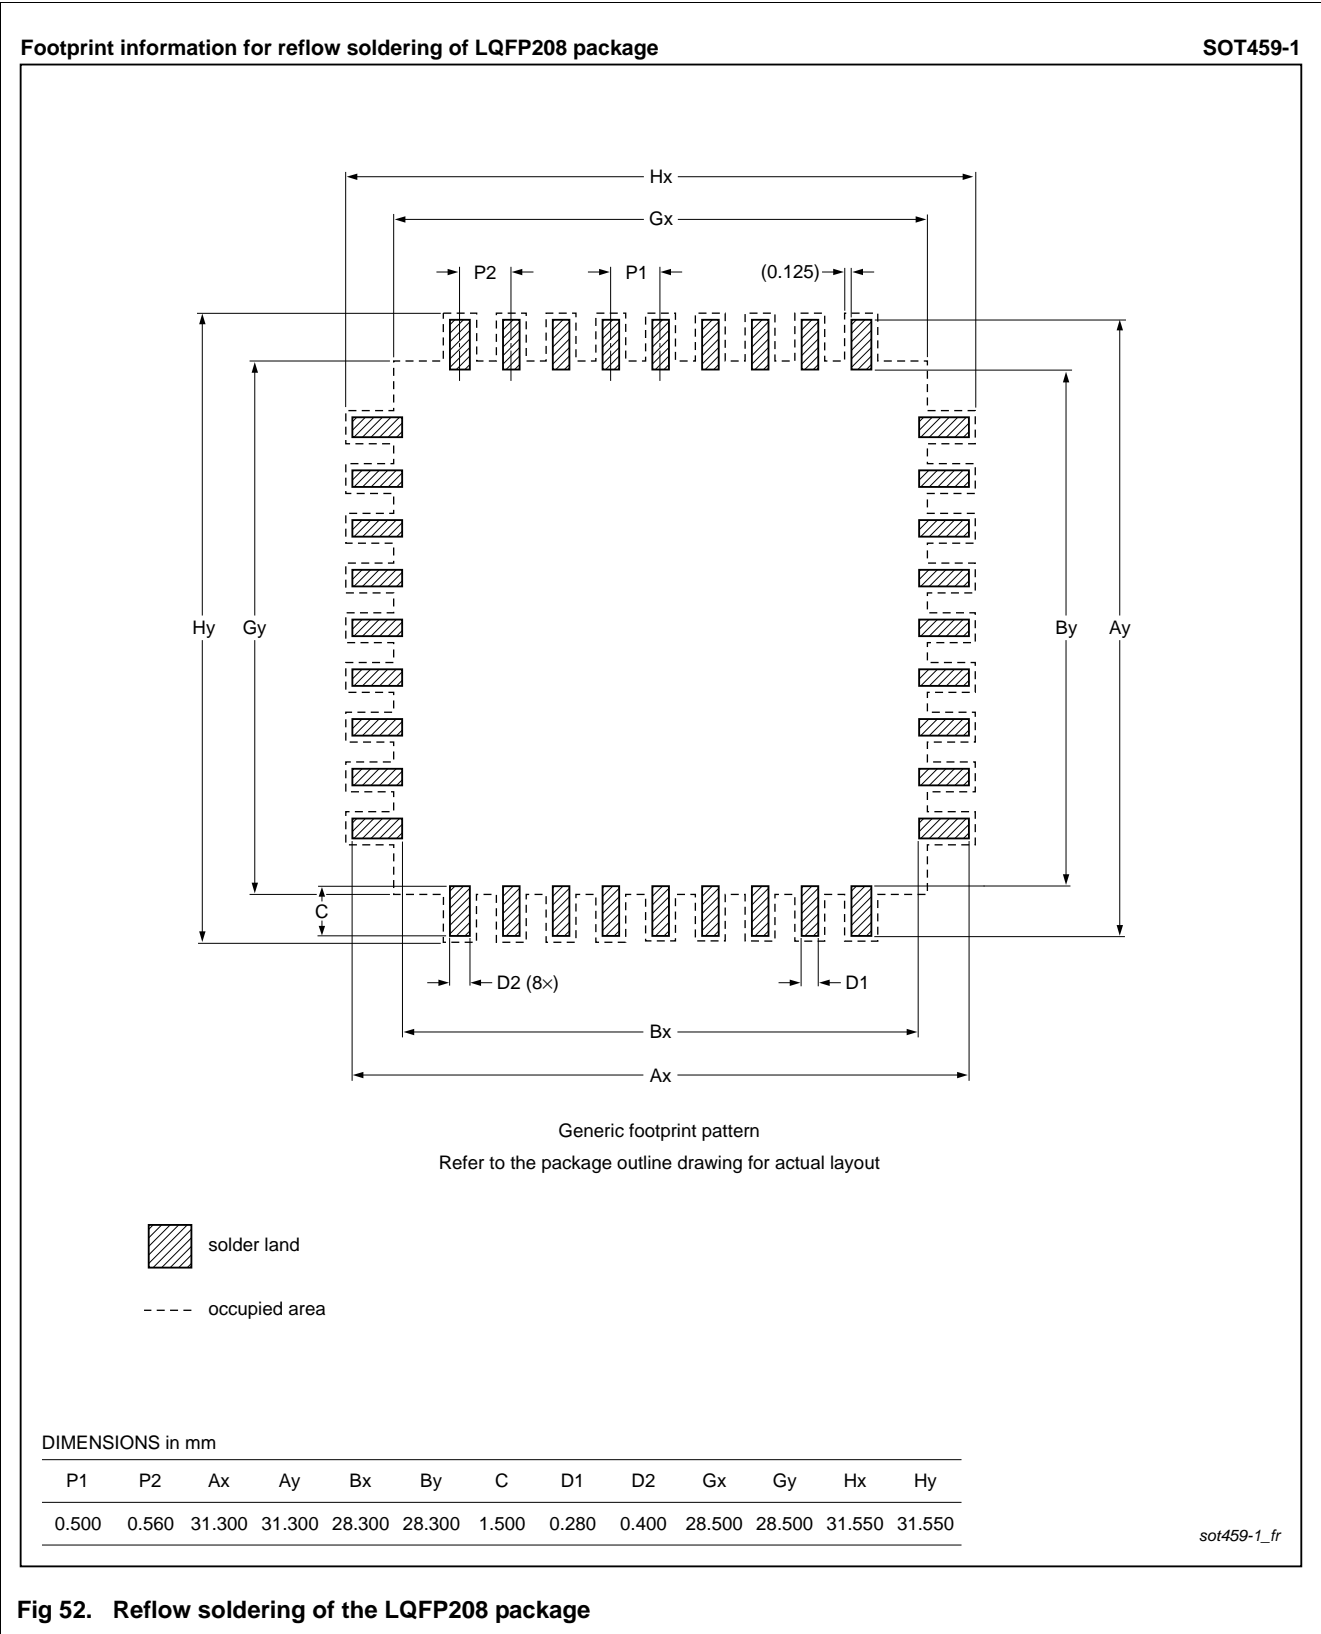 Footprint information for reflow soldering of LQFP208 package SOT459-1
Hx
Gx
P2 P1 (0.125)
Hy Gy By Ay
C
D2 (8×) D1
Bx
Ax
Generic footprint pattern
Refer to the package outline drawing for actual layout
solder land
occupied area
DIMENSIONS in mm
P1 P2 Ax Ay Bx By C D1 D2 Gx Gy Hx Hy
0.500 0.560 31.300 31.300 28.300 28.300 1.500 0.280 0.400 28.500 28.500 31.550 31.550
sot459-1_fr
Fig 52. Reflow soldering of the LQFP208 package